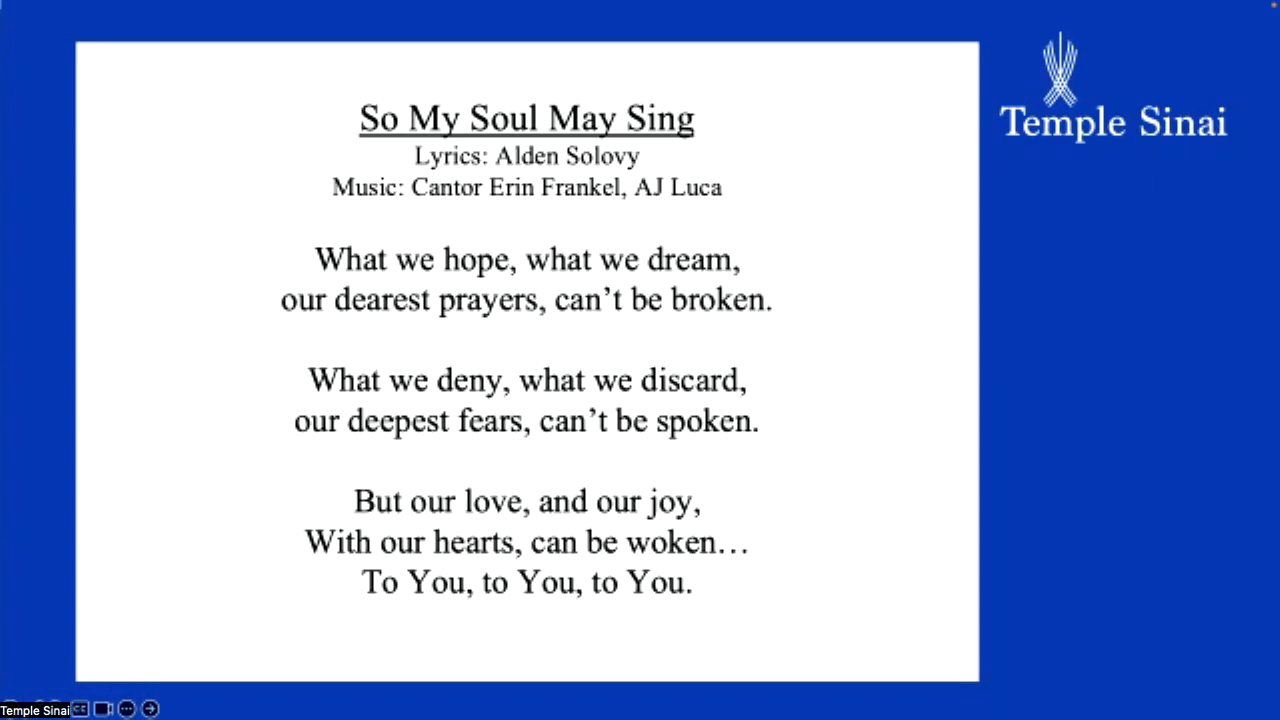 So My Soul May Sing
Lyrics: Alden Solovy
Music: Cantor Erin Frankel, AJ Luca
What we hope, what we dream,
our dearest prayers, can’t be broken.
What we deny, what we discard,
our deepest fears, can’t be spoken.
But our love, and our joy,
With our hearts, can be woken…
To You, to You, to You.
Temple Sinai
Temple Sinai
CC